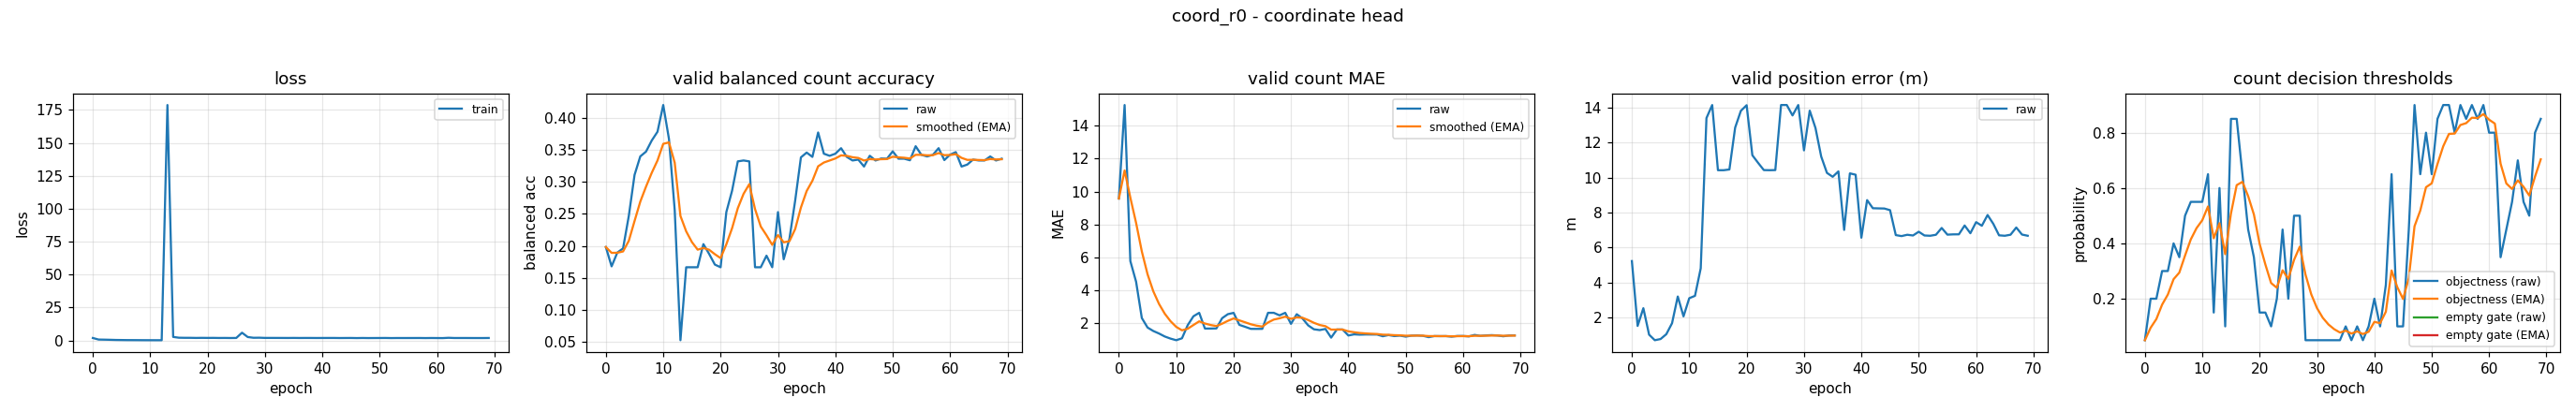 coord_r0 - coordinate head
loss
train
loss
175
150
125
100
75
50
25
0
0 10 20 30 40 50 60 70
epoch
valid balanced count accuracy
raw
smoothed (EMA)
balanced acc
0.40
0.35
0.30
0.25
0.20
0.15
0.10
0.05
0 10 20 30 40 50 60 70
epoch
valid count MAE
raw
smoothed (EMA)
MAE
14
12
10
8
6
4
2
0 10 20 30 40 50 60 70
epoch
valid position error (m)
raw
m
14
12
10
8
6
4
2
0 10 20 30 40 50 60 70
epoch
count decision thresholds
probability
0.8
0.6
0.4
0.2
objectness (raw)
objectness (EMA)
empty gate (raw)
empty gate (EMA)
0 10 20 30 40 50 60 70
epoch